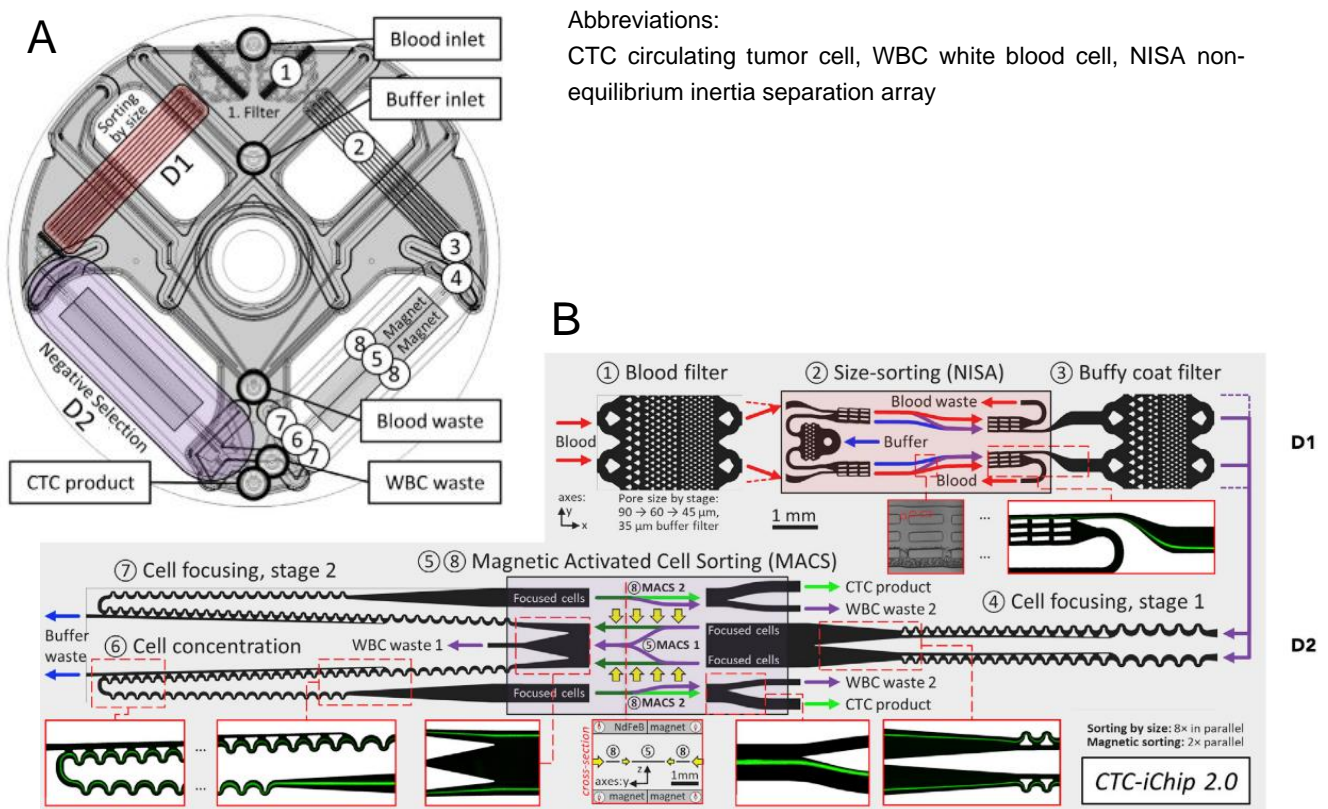 A
Blood inlet
1
Buffer inlet
1. Filter
Sorting
by size
D1
2
3
4
Magnet
Magnet
8
5
8
Negative Selection
D2
7
6
7
Blood waste
CTC product
WBC waste
Abbreviations:
CTC circulating tumor cell, WBC white blood cell, NISA non-
equilibrium inertia separation array
B
① Blood filter
② Size-sorting (NISA)
③ Buffy coat filter
Blood waste
Blood
Buffer
Blood
D1
axes:
y
x
Pore size by stage:
90 → 60 → 45 µm,
35 µm buffer filter
1 mm
...
...
⑤⑧ Magnetic Activated Cell Sorting (MACS)
⑦ Cell focusing, stage 2
Focused cells
⑧ MACS 2
CTC product
WBC waste 2
④ Cell focusing, stage 1
Buffer
waste
Focused cells
WBC waste 1
⑤ MACS 1
D2
⑥ Cell concentration
Focused cells
Focused cells
⑧ MACS 2
WBC waste 2
CTC product
...
...
cross-section
NdFeB magnet
⑧ ⑤ ⑧
z
axes:y
1mm
magnet magnet
Sorting by size: 8× in parallel
Magnetic sorting: 2× parallel
CTC-iChip 2.0